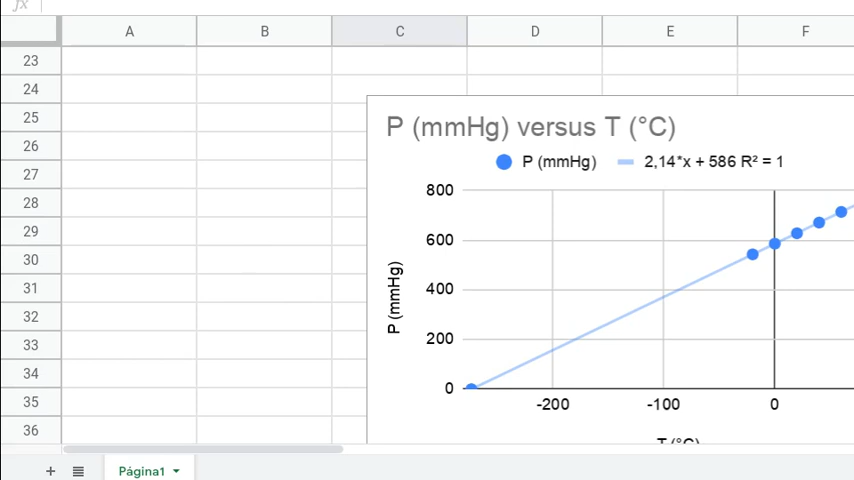 fx
A B C D E F
23
24
25
P (mmHg) versus T (°C)
26
27
P (mmHg) 2,14*x + 586 R² = 1
28
800
29
600
30
400
31
P (mmHg)
32
200
33
34
0
35
-200 -100 0
36
T (°C)
+ Página1